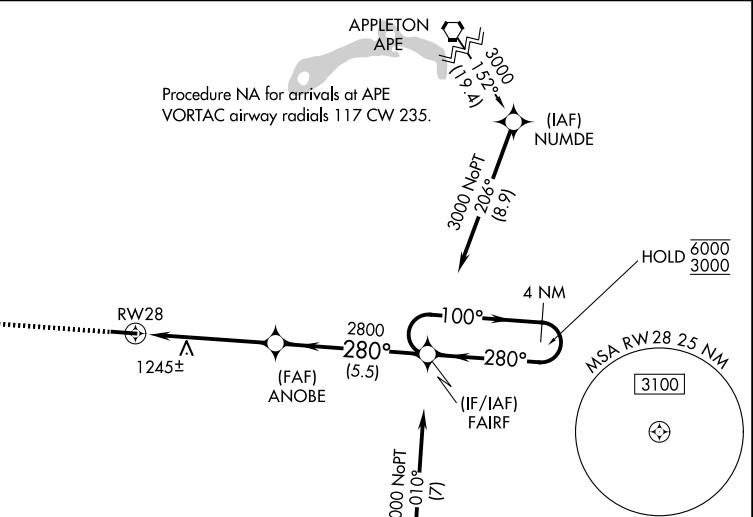 APPLETON
APE
3000
152°
(19.4)
Procedure NA for arrivals at APE
VORTAC airway radials 117 CW 235.
(IAF)
NUMDE
3000 NoPT
206°
(8.9)
HOLD 6000
3000
4 NM
100°
RW28
2800
280°
(5.5)
280°
1245±
(FAF)
ANOBE
(IF/IAF)
FAIRF
MSA RW 28 25 NM
3100
000 NoPT
010°
(7)